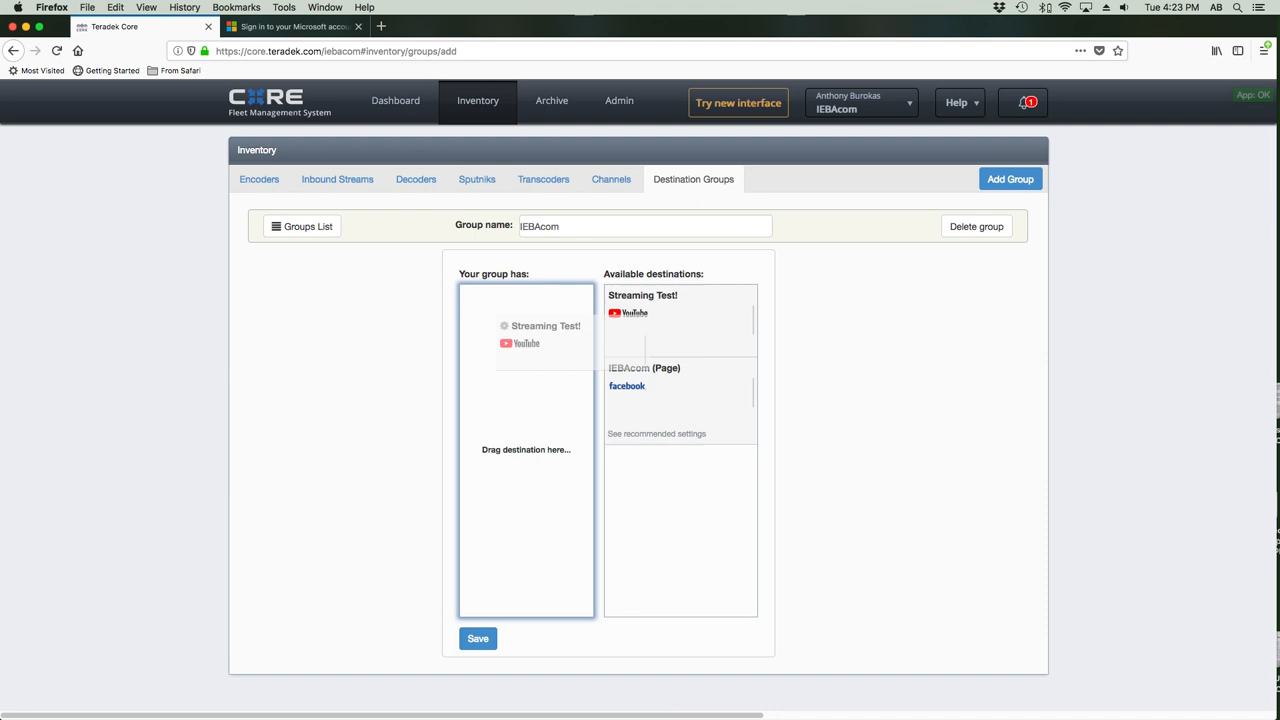 Firefox File Edit View History Bookmarks Tools Window Help
Tue 4:23 PM AB
Teradek Core
Sign in to your Microsoft accou
https://core.teradek.com/iebacom#inventory/groups/add
Most Visited Getting Started From Safari
CORE
Fleet Management System
Dashboard Inventory Archive Admin
Try new interface
Anthony Burokas
IEBAcom
Help
1
App: OK
Inventory
Encoders Inbound Streams Decoders Sputniks Transcoders Channels Destination Groups
Add Group
Groups List
Group name: IEBAcom
Delete group
Your group has:
Available destinations:
Streaming Test!
YouTube
Streaming Test!
YouTube
IEBAcom (Page)
facebook
See recommended settings
Drag destination here...
Save